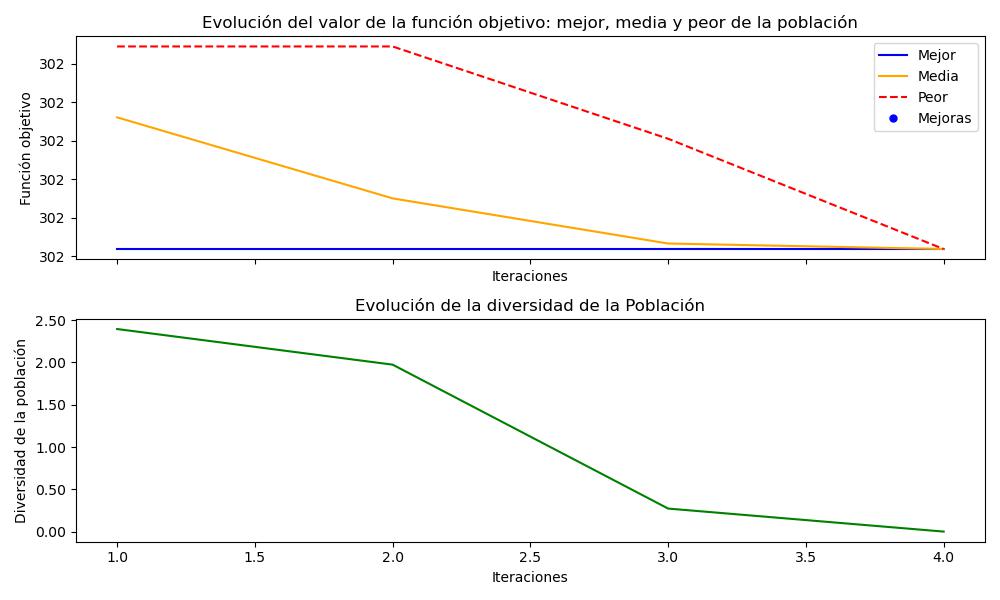 Evolución del valor de la función objetivo: mejor, media y peor de la población
302
302
302
302
302
302
Función objetivo
Mejor
Media
Peor
Mejoras
Iteraciones
Evolución de la diversidad de la Población
2.50
2.00
1.50
1.00
0.50
0.00
Diversidad de la población
1.0 1.5 2.0 2.5 3.0 3.5 4.0
Iteraciones